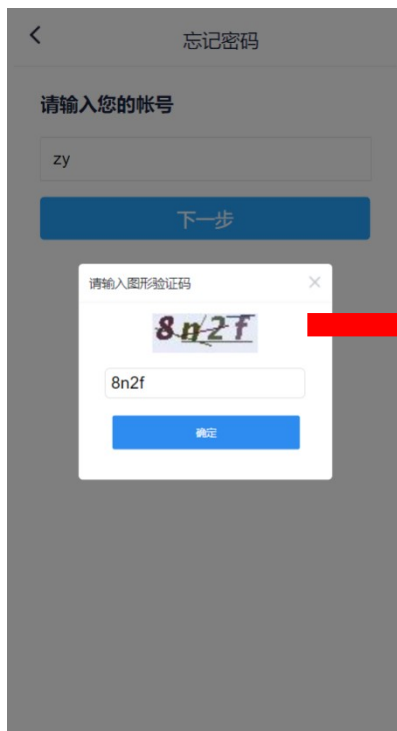 忘记密码
请输入您的帐号
zy
下一步
请输入图形验证码
8n2f
8n2f
确定